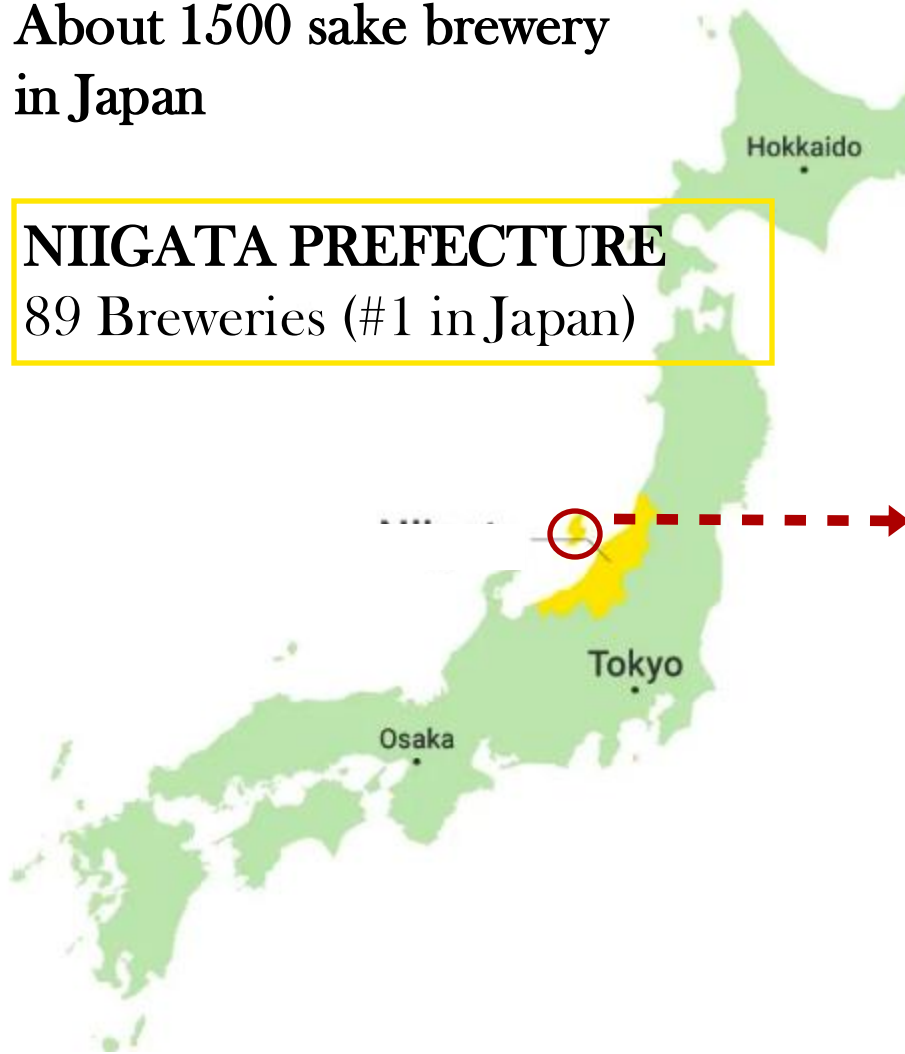 About 1500 sake brewery
in Japan
Hokkaido
NIIGATA PREFECTURE
89 Breweries (#1 in Japan)
Tokyo
Osaka